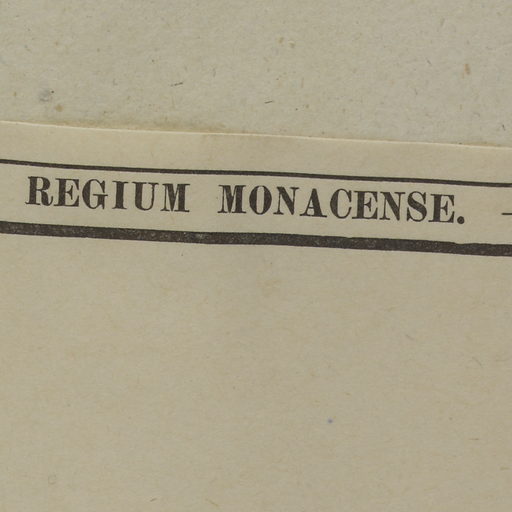 REGIUM MONACENSE. —